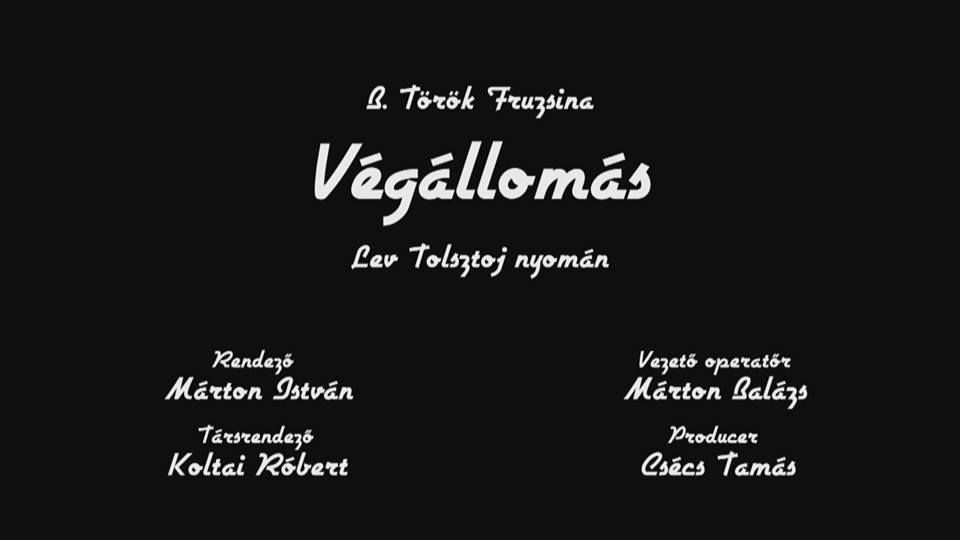 B. Török Fruzsina
Végállomás
Lev Tolsztoj nyomán
Rendező
Márton István
Társrendező
Koltai Róbert
Vezető operatőr
Márton Balázs
Producer
Csécs Tamás